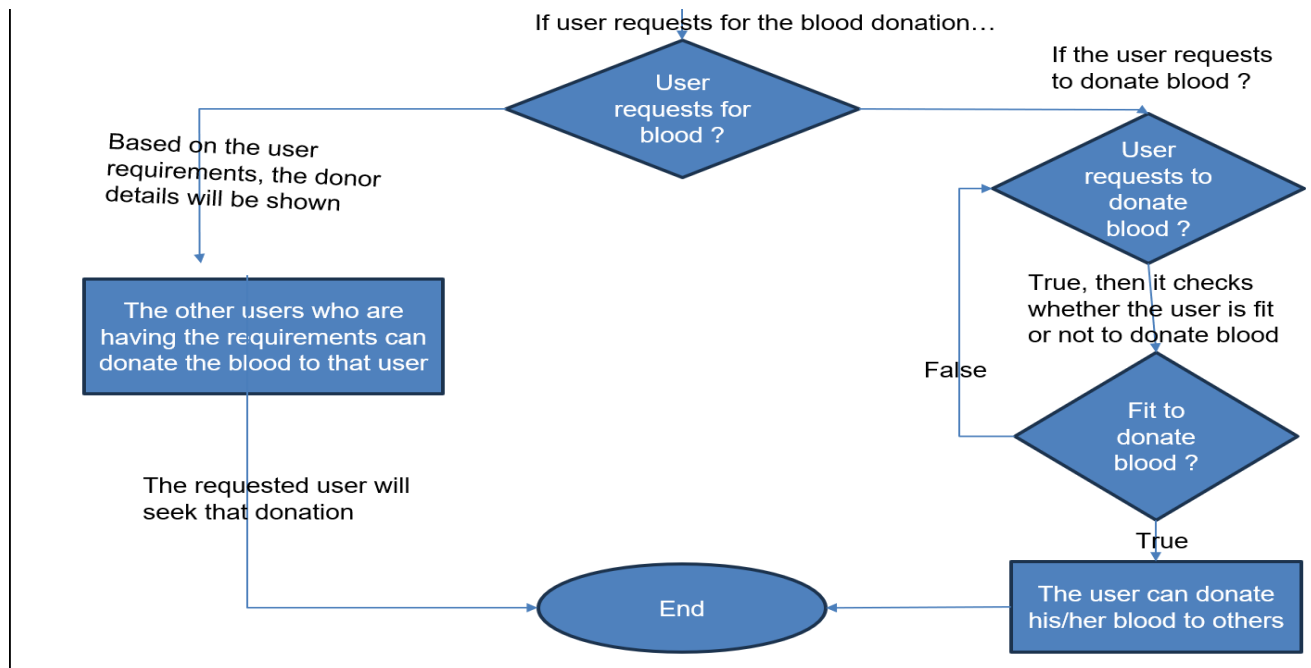 If user requests for the blood donation…
If the user requests
to donate blood ?
User
requests for
blood ?
Based on the user
requirements, the donor
details will be shown
User
requests to
donate
blood ?
The other users who are
having the requirements can
donate the blood to that user
True, then it checks
whether the user is fit
or not to donate blood
False
Fit to
donate
blood ?
The requested user will
seek that donation
True
End
The user can donate
his/her blood to others